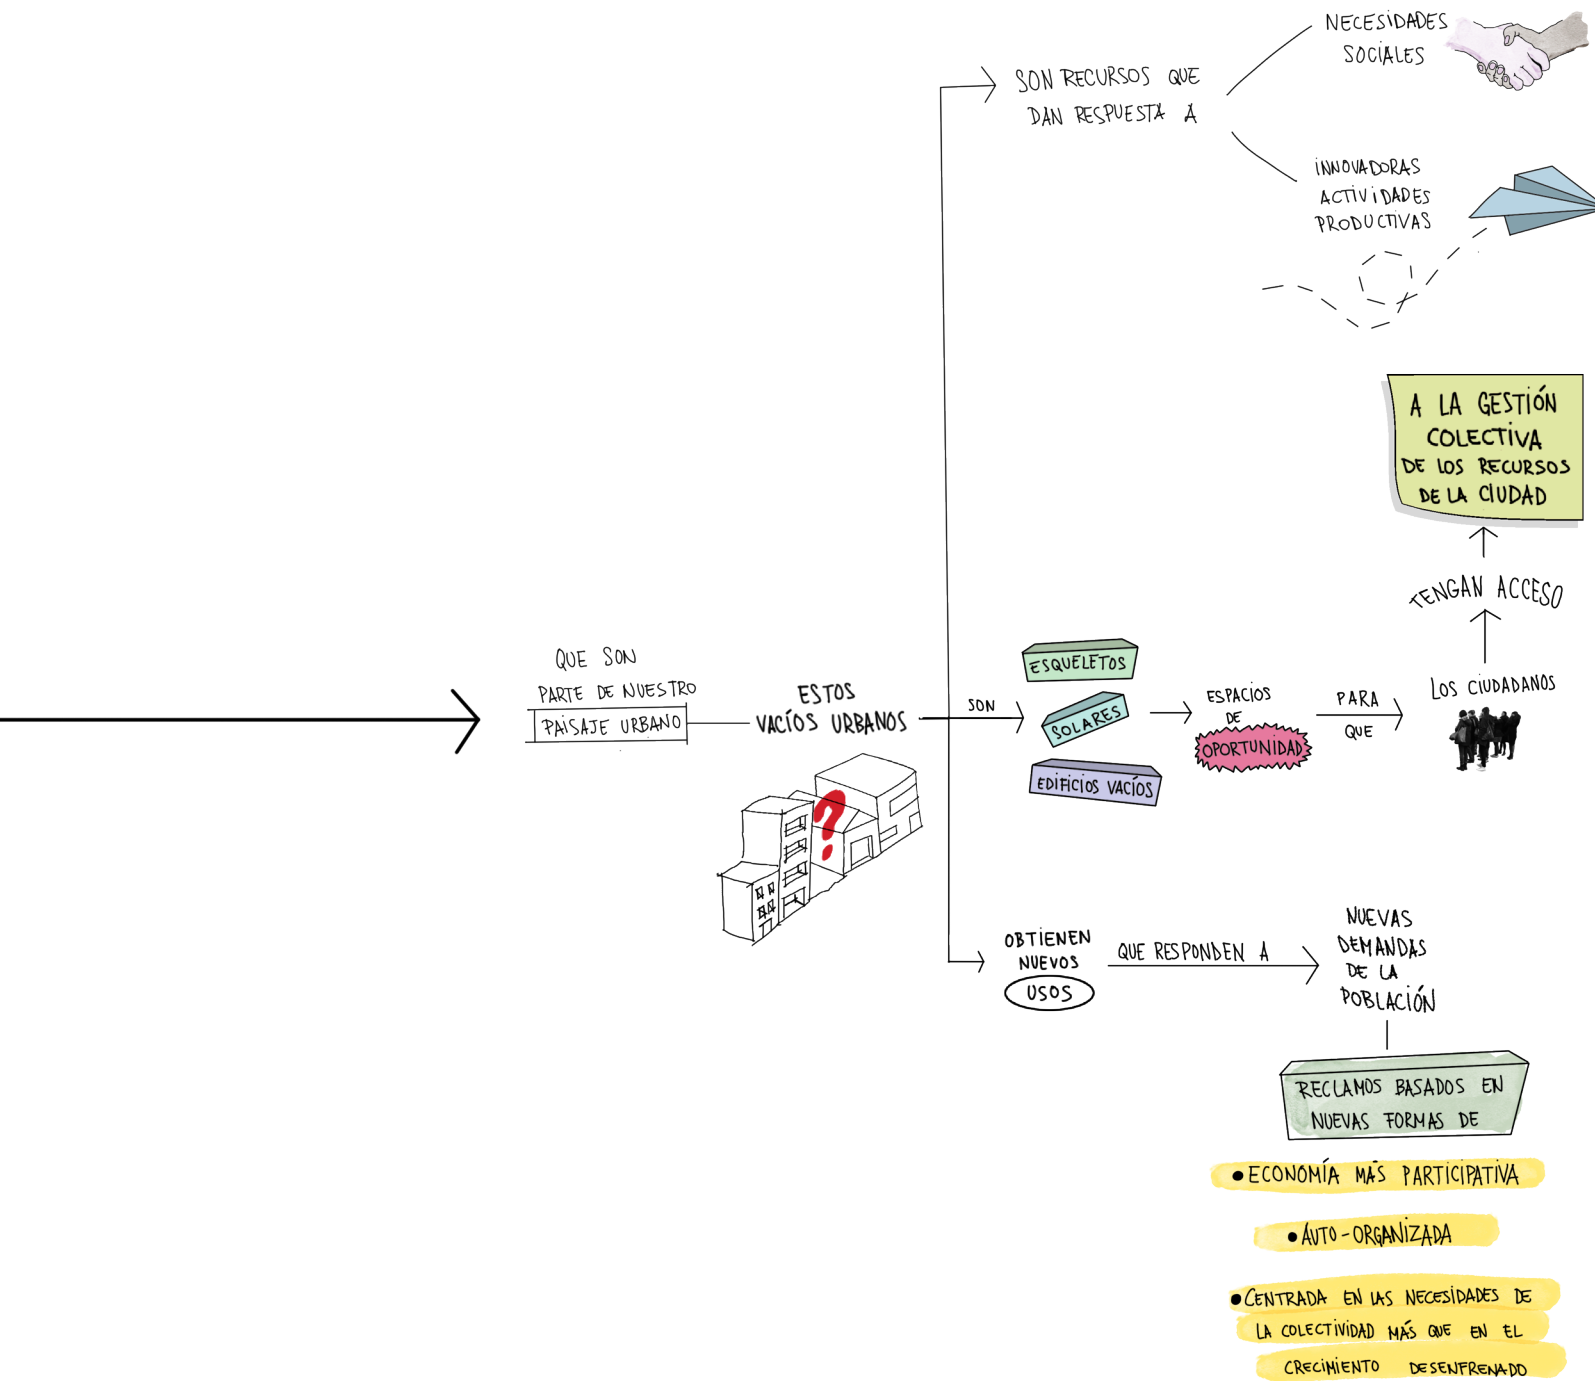 QUE SON
PARTE DE NUESTRO
PAISAJE URBANO
ESTOS
VACÍOS URBANOS
SON RECURSOS QUE
DAN RESPUESTA A
NECESIDADES
SOCIALES
INNOVADORAS
ACTIVIDADES
PRODUCTIVAS
SON
ESQUELETOS
SOLARES
EDIFICIOS VACÍOS
ESPACIOS
DE
OPORTUNIDAD
PARA
QUE
LOS CIUDADANOS
TENGAN ACCESO
A LA GESTIÓN
COLECTIVA
DE LOS RECURSOS
DE LA CIUDAD
OBTIENEN
NUEVOS
USOS
QUE RESPONDEN A
NUEVAS
DEMANDAS
DE LA
POBLACIÓN
RECLAMOS BASADOS EN
NUEVAS FORMAS DE
• ECONOMÍA MÁS PARTICIPATIVA
• AUTO-ORGANIZADA
• CENTRADA EN LAS NECESIDADES DE
LA COLECTIVIDAD MÁS QUE EN EL
CRECIMIENTO DESENFRENADO
?